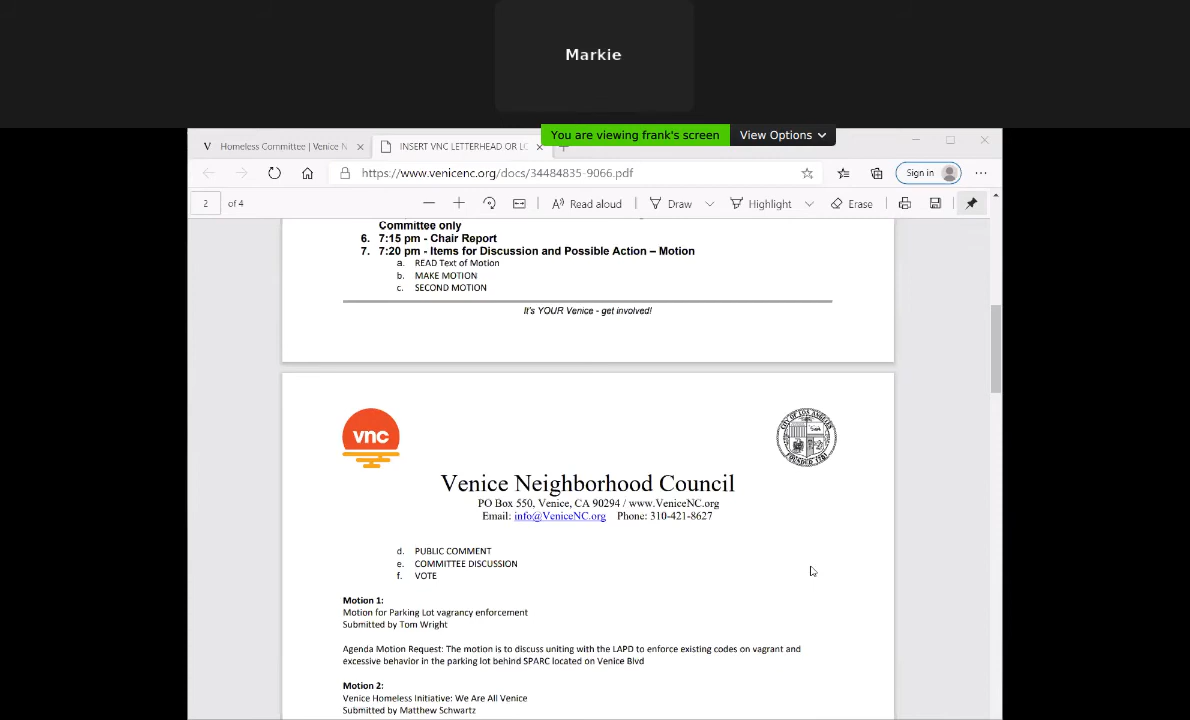 Markie
You are viewing frank's screen View Options
Homeless Committee | Venice N INSERT VNC LETTERHEAD OR LO
https://www.venicenc.org/docs/34484835-9066.pdf Sign in
2 of 4 Read aloud Draw Highlight Erase
Committee only
6. 7:15 pm - Chair Report
7. 7:20 pm - Items for Discussion and Possible Action – Motion
a. READ Text of Motion
b. MAKE MOTION
c. SECOND MOTION
It's YOUR Venice - get involved!
vnc
CITY OF LOS ANGELES
FOUNDED 1781
Venice Neighborhood Council
PO Box 550, Venice, CA 90294 / www.VeniceNC.org
Email: info@VeniceNC.org Phone: 310-421-8627
d. PUBLIC COMMENT
e. COMMITTEE DISCUSSION
f. VOTE
Motion 1:
Motion for Parking Lot vagrancy enforcement
Submitted by Tom Wright
Agenda Motion Request: The motion is to discuss uniting with the LAPD to enforce existing codes on vagrant and
excessive behavior in the parking lot behind SPARC located on Venice Blvd
Motion 2:
Venice Homeless Initiative: We Are All Venice
Submitted by Matthew Schwartz